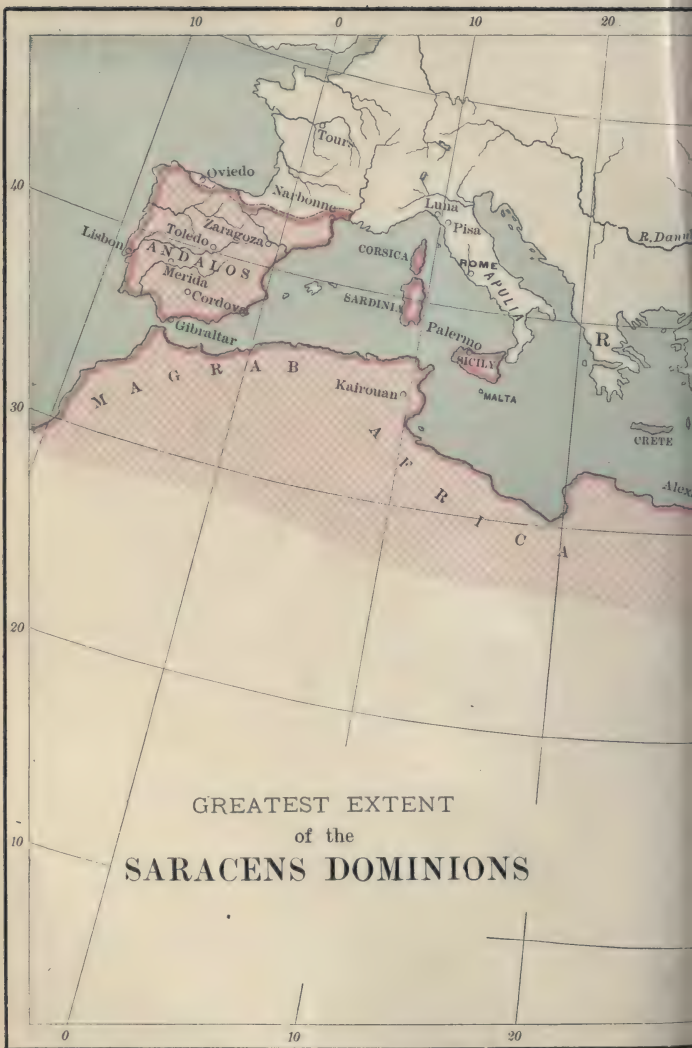 10 0 10 20
40
30
20
10
Tours
Oviedo
Narbonne
Luna
Pisa
R. Danu
Zaragoza
Lisbon
Toledo
CORSICA
ROME
ANDALOS
APULIA
Merida
Cordova
SARDINIA
Palermo
R
Gibraltar
SICILY
MALTA
MAGRAB
Kairouan
CRETE
AFRICA
Alex
GREATEST EXTENT
of the
SARACENS DOMINIONS
0 10 20